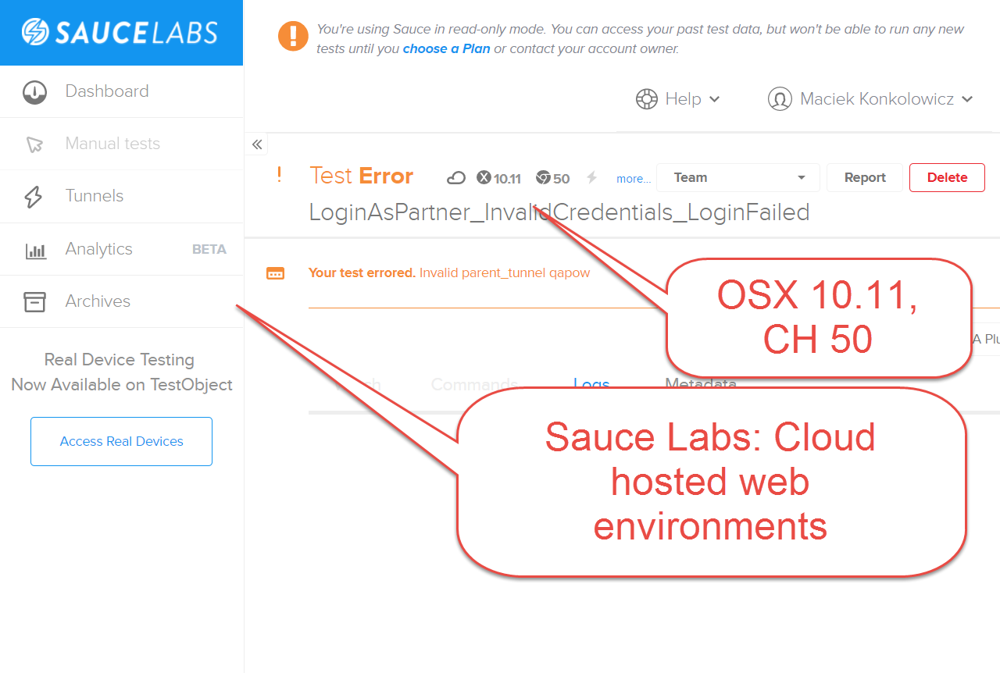 SAUCELABS
Dashboard
Manual tests
Tunnels
Analytics BETA
Archives
Real Device Testing
Now Available on TestObject
Access Real Devices
You're using Sauce in read-only mode. You can access your past test data, but won't be able to run any new
tests until you choose a Plan or contact your account owner.
Help
Maciek Konkolowicz
Test Error
10.11
50
more...
Team
Report
Delete
LoginAsPartner_InvalidCredentials_LoginFailed
Your test errored. Invalid parent_tunnel qapow
OSX 10.11,
CH 50
Commands
Logs
Metadata
Sauce Labs: Cloud
hosted web
environments